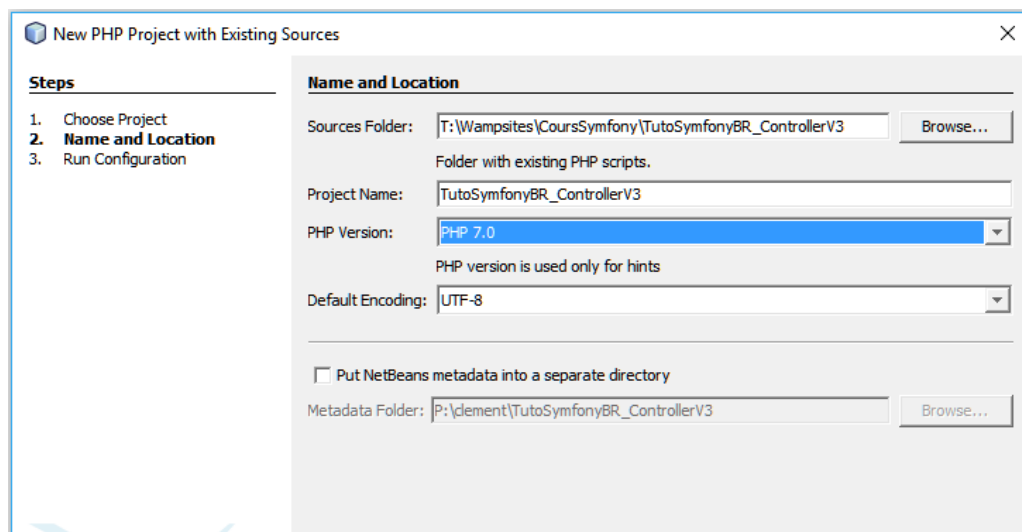 New PHP Project with Existing Sources
Steps
1. Choose Project
2. Name and Location
3. Run Configuration
Name and Location
Sources Folder: T:\Wampsites\CoursSymfony\TutoSymfonyBR_ControllerV3 Browse...
Folder with existing PHP scripts.
Project Name: TutoSymfonyBR_ControllerV3
PHP Version: PHP 7.0
PHP version is used only for hints
Default Encoding: UTF-8
Put NetBeans metadata into a separate directory
Metadata Folder: P:\clement\TutoSymfonyBR_ControllerV3 Browse...